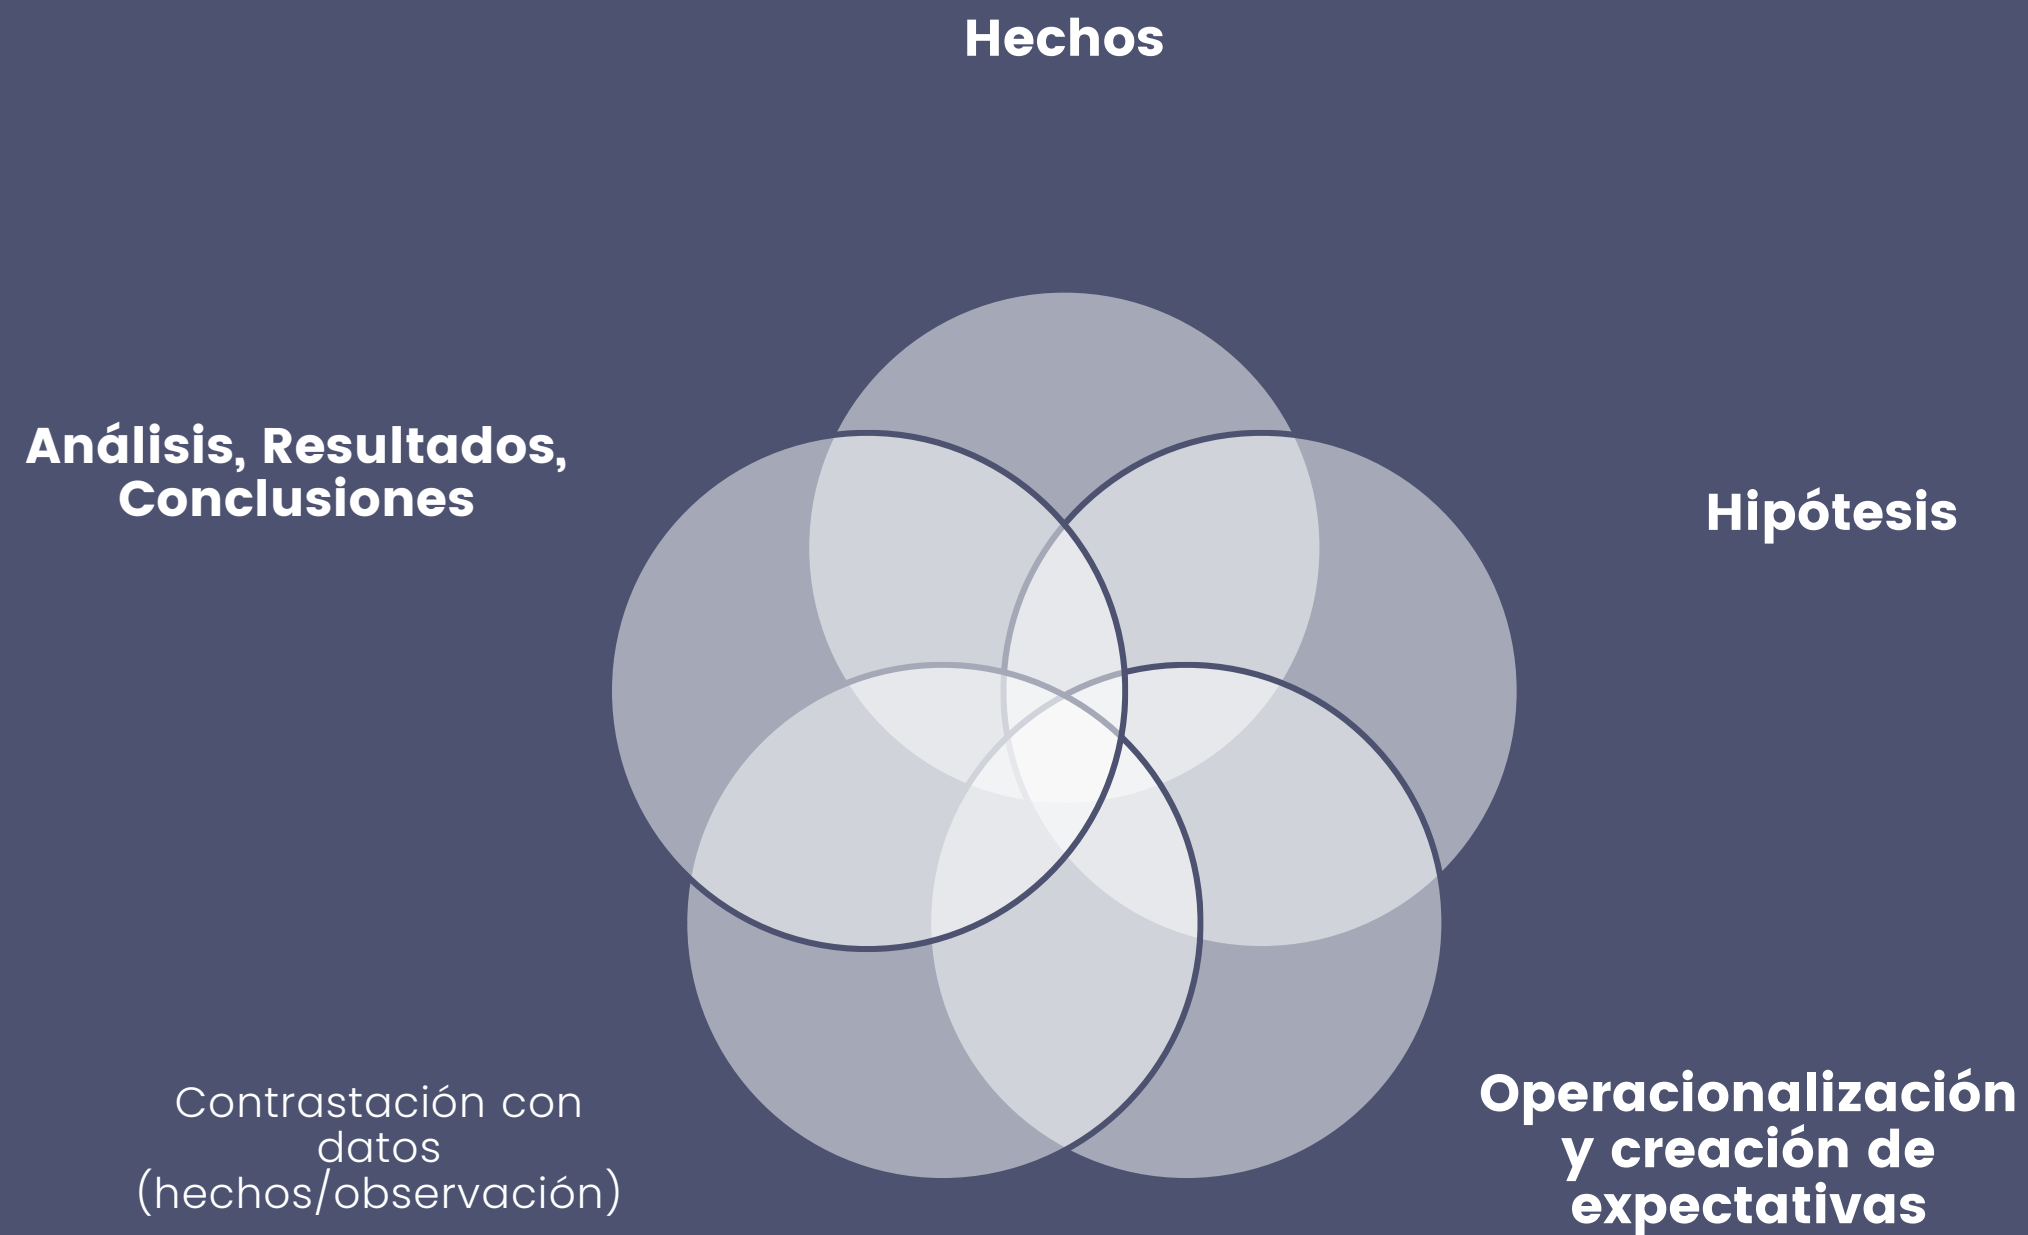 Hechos
Análisis, Resultados,
Conclusiones
Hipótesis
Contrastación con
datos
(hechos/observación)
Operacionalización
y creación de
expectativas